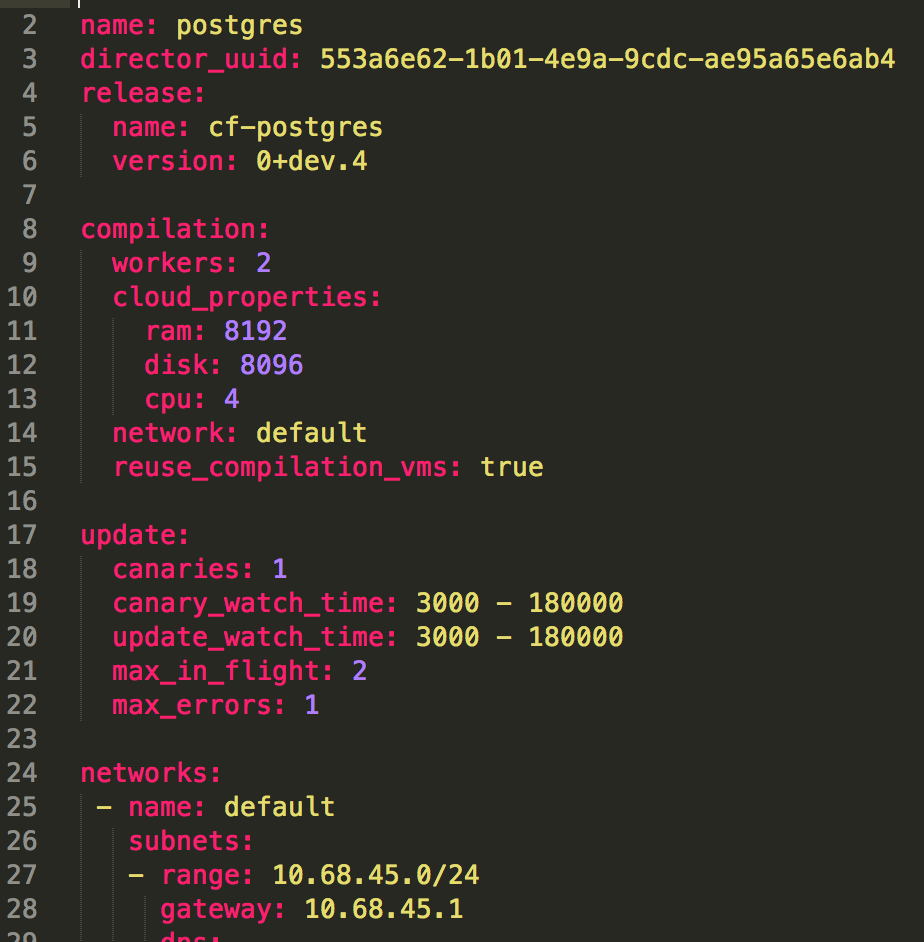 2 name: postgres
3 director_uuid: 553a6e62-1b01-4e9a-9cdc-ae95a65e6ab4
4 release:
5 name: cf-postgres
6 version: 0+dev.4
7
8 compilation:
9 workers: 2
10 cloud_properties:
11 ram: 8192
12 disk: 8096
13 cpu: 4
14 network: default
15 reuse_compilation_vms: true
16
17 update:
18 canaries: 1
19 canary_watch_time: 3000 - 180000
20 update_watch_time: 3000 - 180000
21 max_in_flight: 2
22 max_errors: 1
23
24 networks:
25 - name: default
26 subnets:
27 - range: 10.68.45.0/24
28 gateway: 10.68.45.1
29 dns: